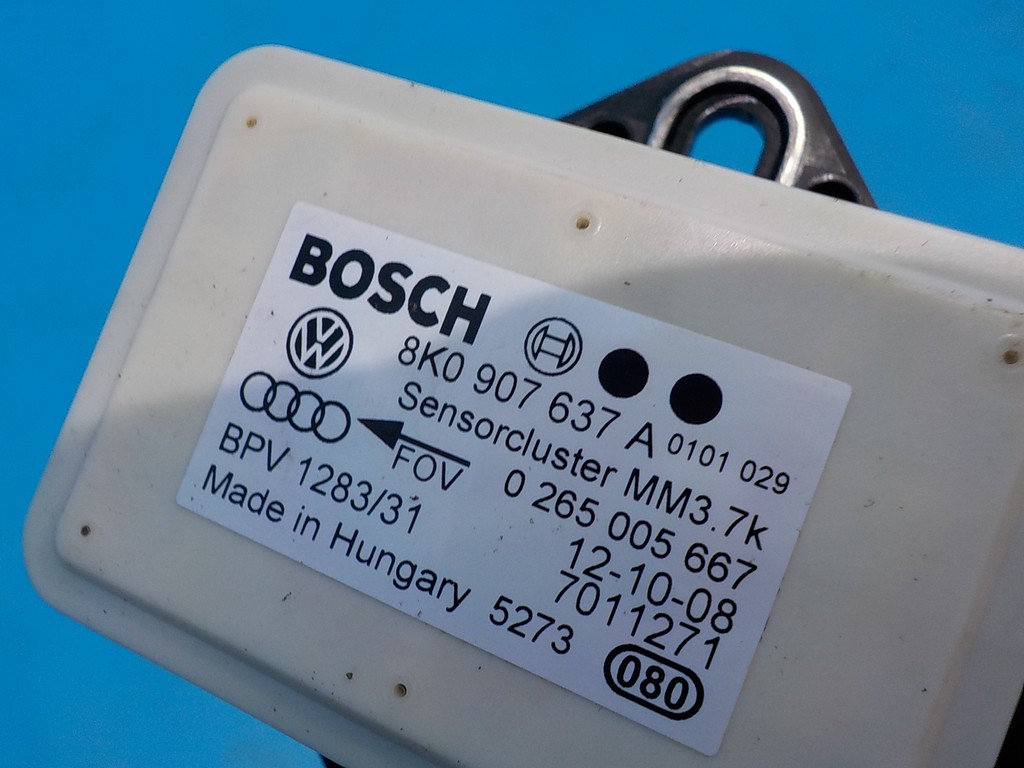 BOSCH
8K0 907 637 A 0101 029
Sensorcluster MM3.7k
FOV 0 265 005 667
BPV 1283/31 12-10-08
7011271
Made in Hungary 5273 080